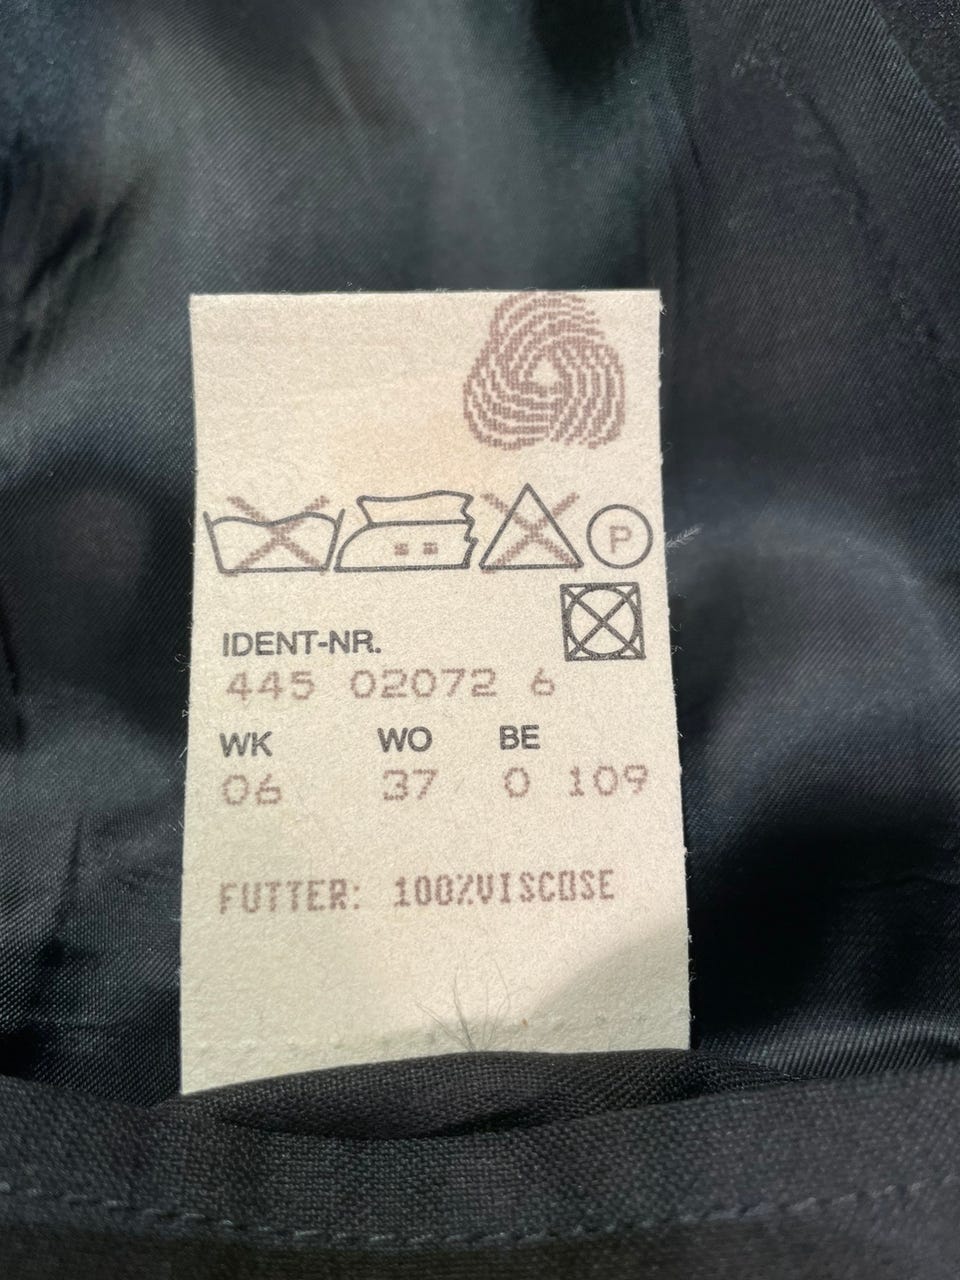 P
IDENT-NR.
445 02072 6
WK WO BE
06 37 0 109
FUTTER: 100%VISCOSE